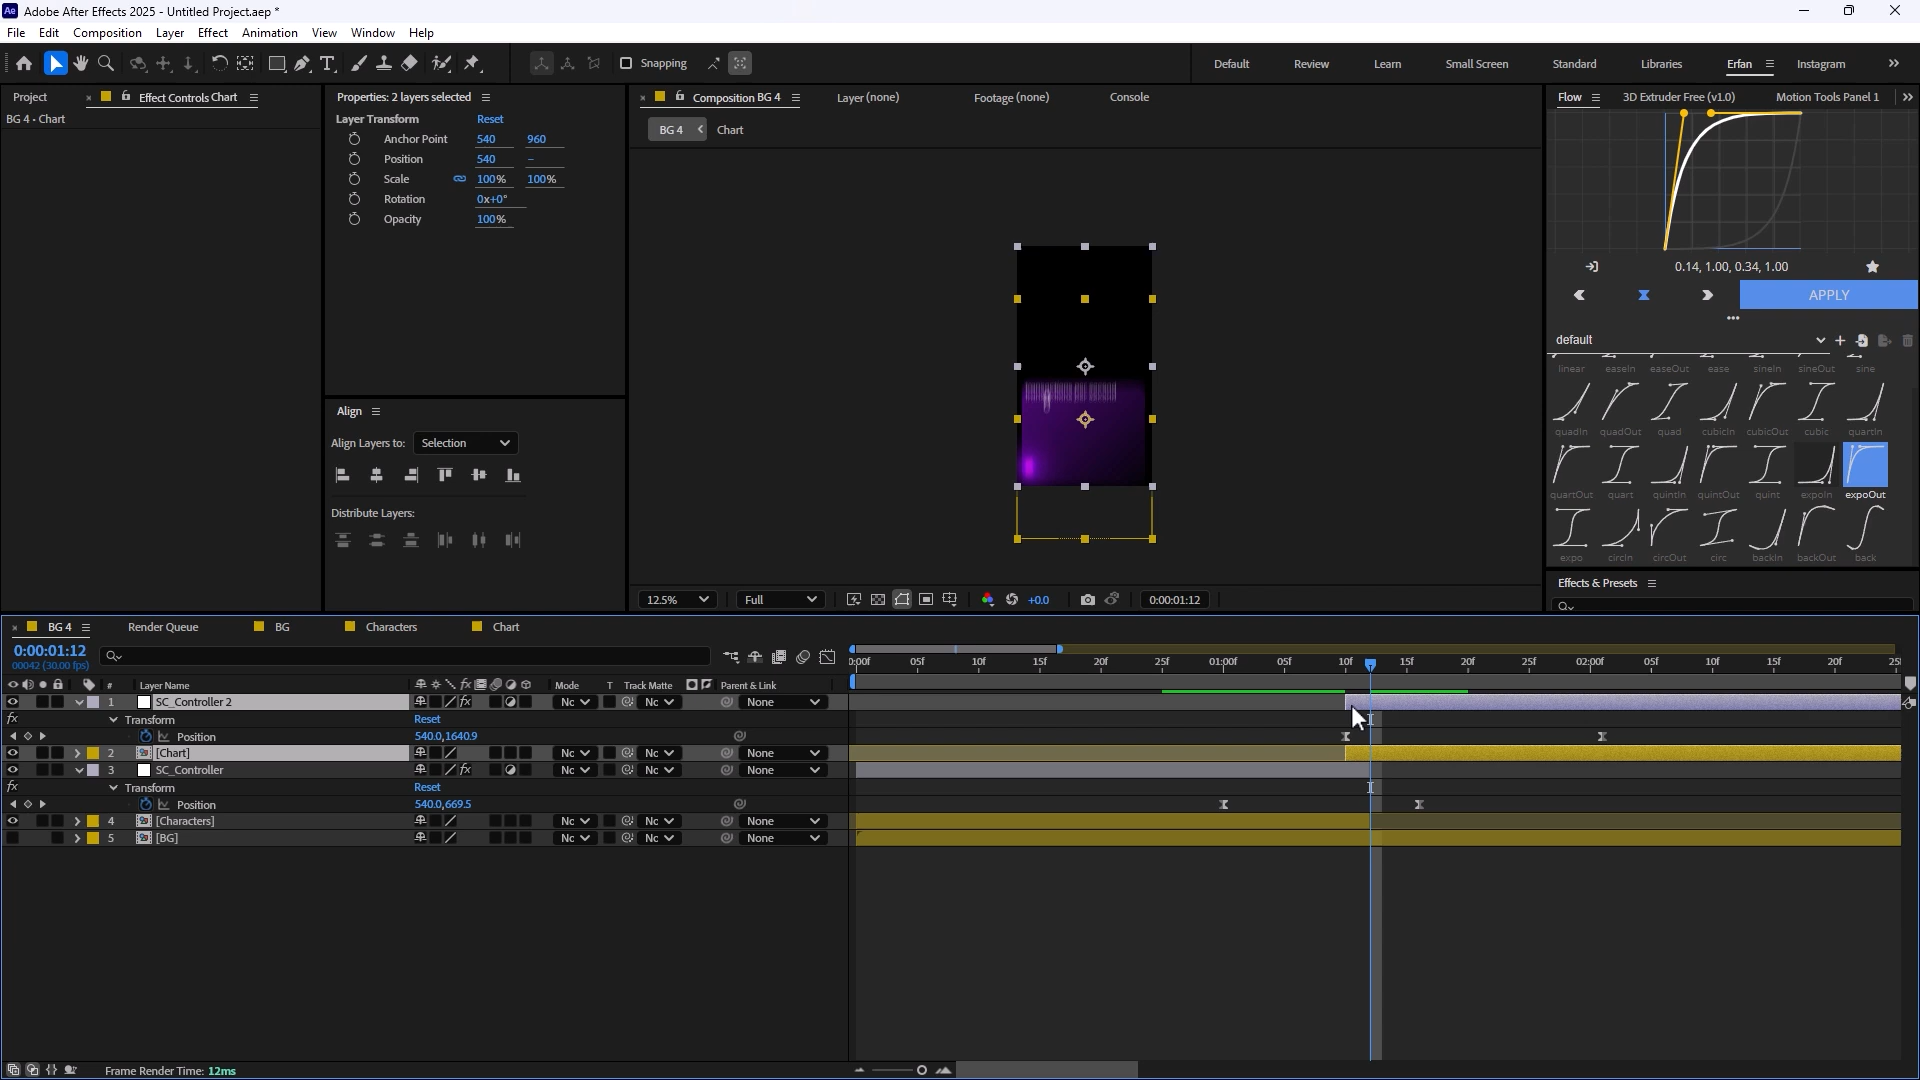 Ae Adobe After Effects 2025 - Untitled Project.aep *
File Edit Composition Layer Effect Animation View Window Help
Snapping Default Review Learn Small Screen Standard Libraries Erfan Instagram
Project Effect Controls Chart
BG 4 • Chart
Properties: 2 layers selected
Layer Transform Reset
Anchor Point 540 960
Position 540 –
Scale 100% 100%
Rotation 0x+0°
Opacity 100%
Align
Align Layers to: Selection
Distribute Layers:
Composition BG 4 Layer (none) Footage (none) Console
BG 4 Chart
12.5% Full +0.0 0:00:01:12
Flow 3D Extruder Free (v1.0) Motion Tools Panel 1
0.14, 1.00, 0.34, 1.00
APPLY
default
linear easeIn easeOut ease sineIn sineOut sine
quadIn quadOut quad cubicIn cubicOut cubic quartIn
quartOut quart quintIn quintOut quint expoIn expoOut
expo circIn circOut circ backIn backOut back
Effects & Presets
BG 4 Render Queue BG Characters Chart
0:00:01:12
00042 (30.00 fps)
0:00f 05f 10f 15f 20f 25f 01:00f 05f 10f 15f 20f 25f 02:00f 05f 10f 15f 20f 25
# Layer Name fx Mode T Track Matte Parent & Link
1 SC_Controller 2 fx Nc Nc None
fx Transform Reset
Position 540.0,1640.9
2 [Chart] Nc Nc None
3 SC_Controller fx Nc Nc None
fx Transform Reset
Position 540.0,669.5
4 [Characters] Nc Nc None
5 [BG] Nc Nc None
Frame Render Time: 12ms